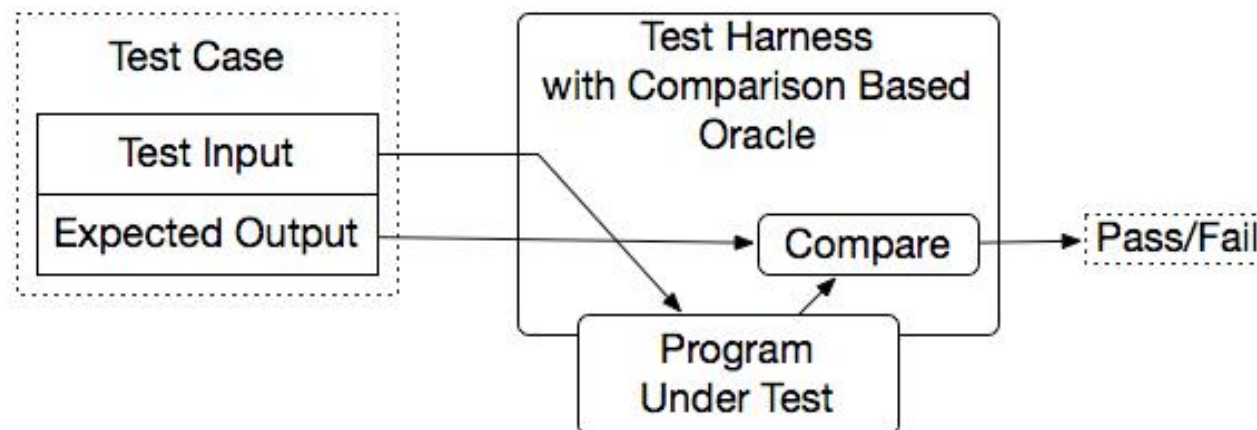 Test Case
Test Input
Expected Output
Test Harness
with Comparison Based
Oracle
Compare
Pass/Fail
Program
Under Test